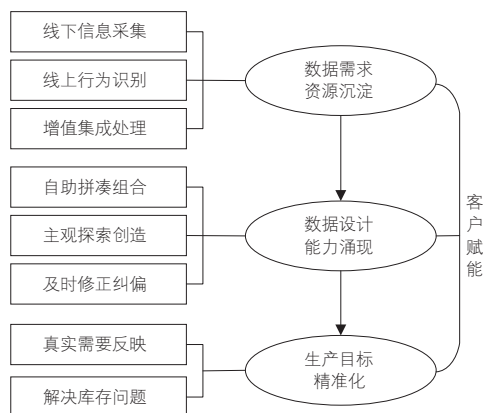 线下信息采集
线上行为识别
增值集成处理
数据需求
资源沉淀
自助拼凑组合
主观探索创造
及时修正纠偏
数据设计
能力涌现
真实需要反映
解决库存问题
生产目标
精准化
客户赋能